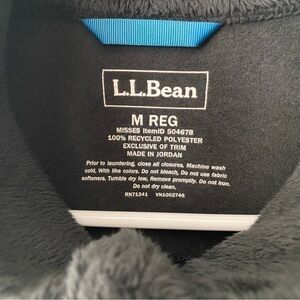 L.L.Bean
M REG
MISSES ItemID 504678
100% RECYCLED POLYESTER
EXCLUSIVE OF TRIM
MADE IN JORDAN
Prior to laundering, close all closures. Machine wash
cold, With like colors. Do not bleach. Do not use fabric
softeners. Tumble dry low, Remove promptly. Do not iron.
Do not dry clean.
RN71341 VN1002746